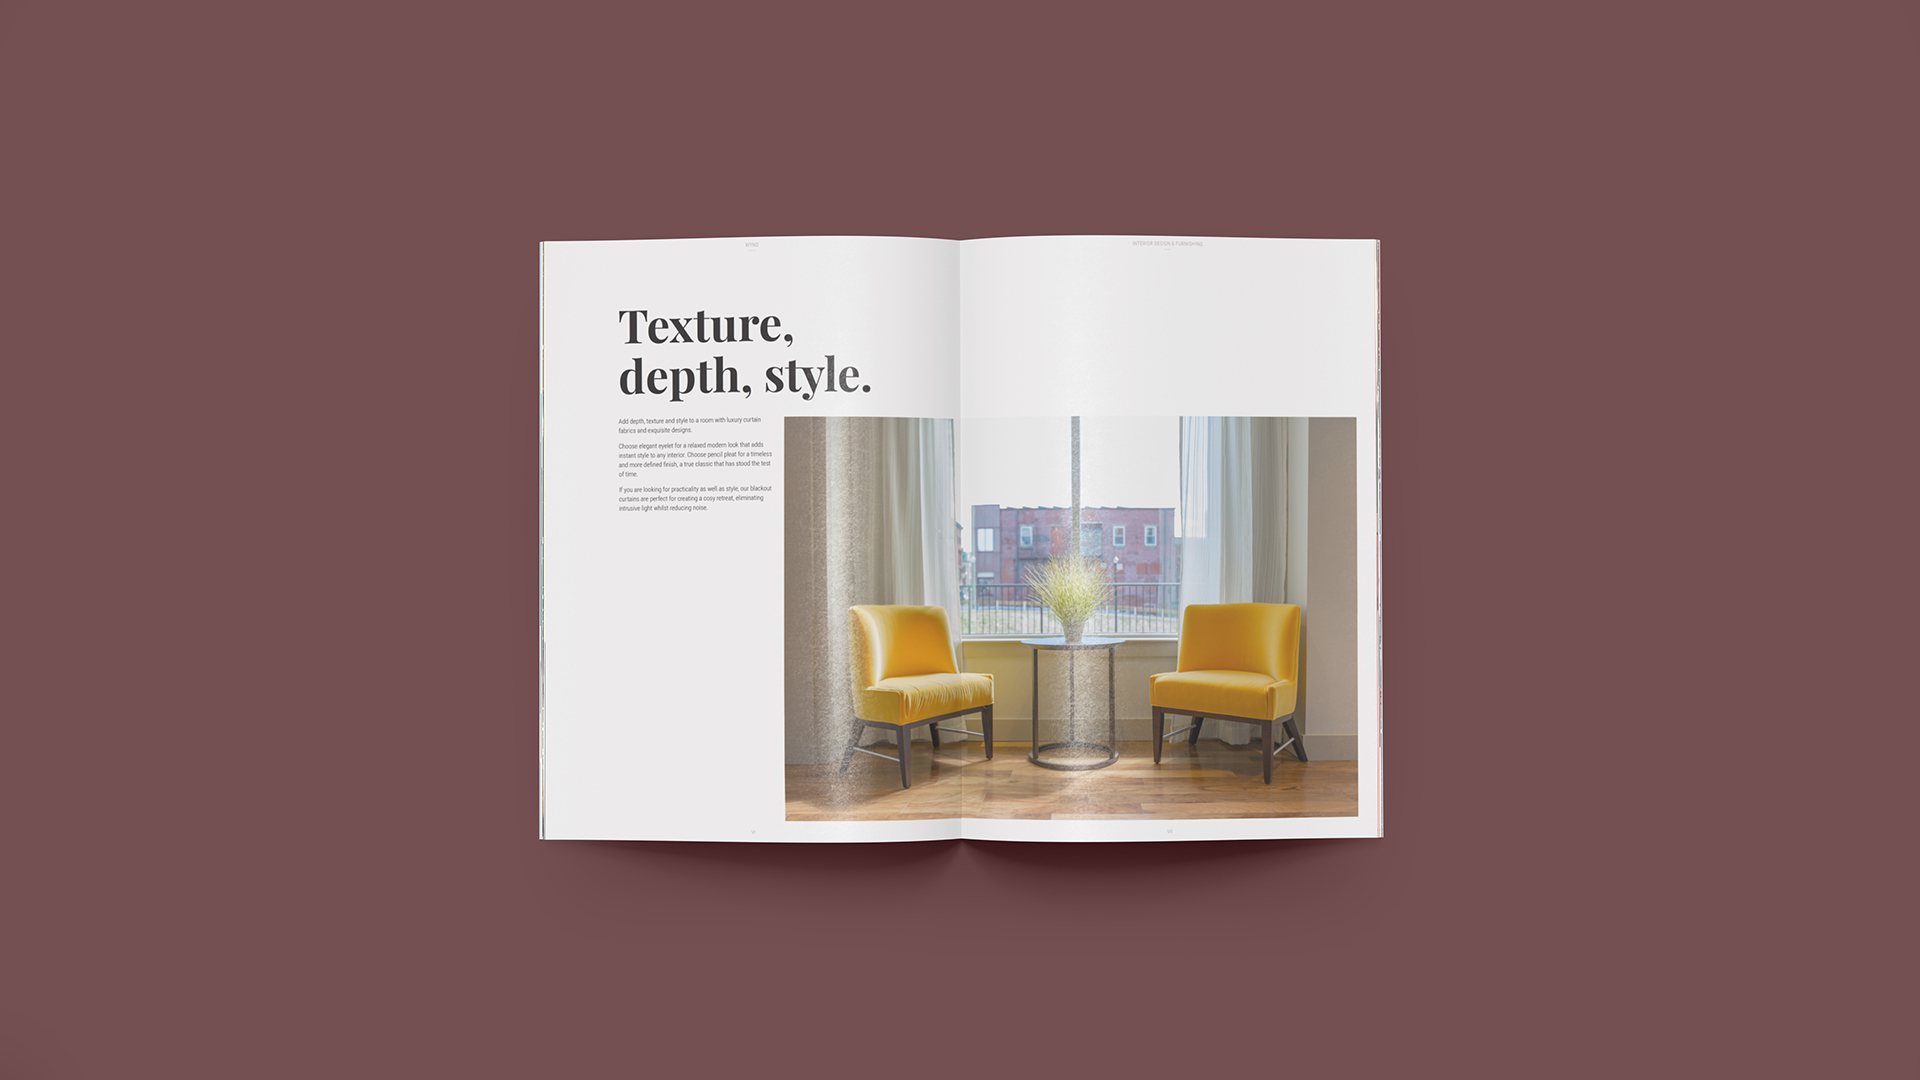 WING
INTERIOR DESIGN & FURNISHING
Texture,
depth, style.
Add depth, texture and style to a room with luxury curtain
fabrics and exquisite designs.
Choose elegant eyelet for a relaxed modern look that adds
instant style to any interior. Choose pencil pleat for a timeless
and more defined finish, a true classic that has stood the test
of time.
If you are looking for practicality as well as style, our blackout
curtains are perfect for creating a cosy retreat, eliminating
intrusive light whilst reducing noise.
VI
VII